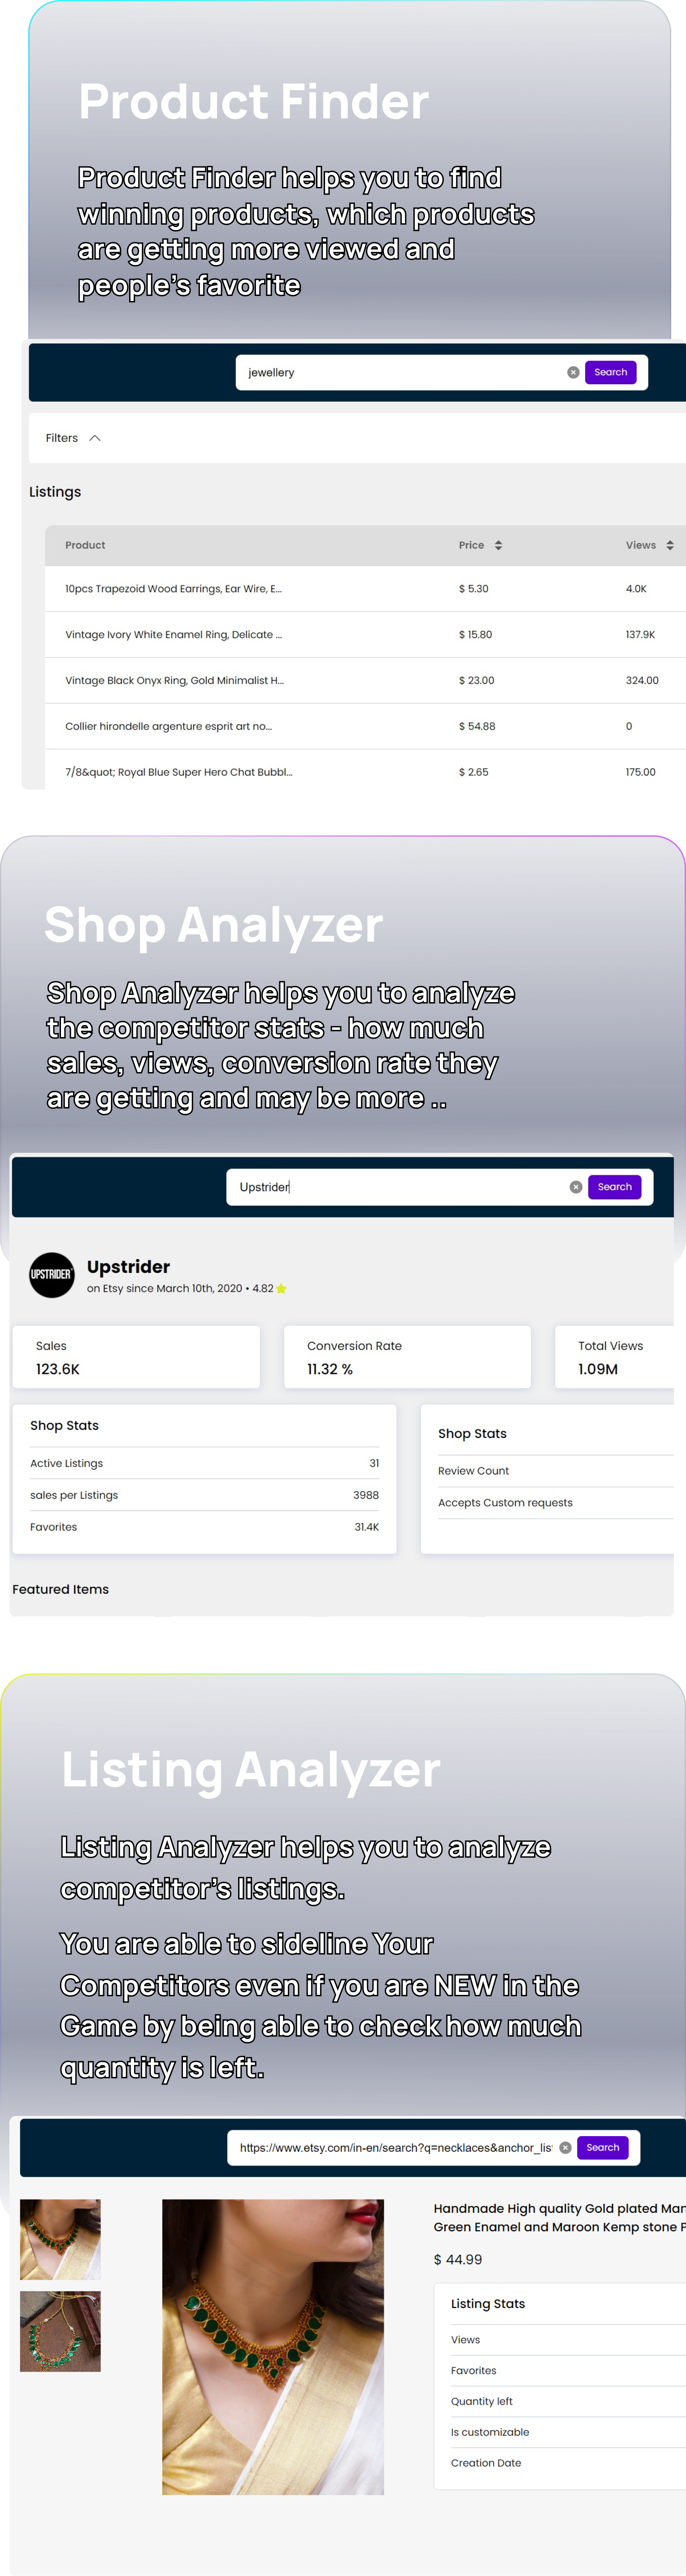 Product Finder
Product Finder helps you to find
winning products, which products
are getting more viewed and
people's favorite
jewellery
Search
Filters
Listings
Product Price Views
10pcs Trapezoid Wood Earrings, Ear Wire, E... $ 5.30 4.0K
Vintage Ivory White Enamel Ring, Delicate ... $ 15.80 137.9K
Vintage Black Onyx Ring, Gold Minimalist H... $ 23.00 324.00
Collier hirondelle argenture esprit art no... $ 54.88 0
7/8&quot; Royal Blue Super Hero Chat Bubbl... $ 2.65 175.00
Shop Analyzer
Shop Analyzer helps you to analyze
the competitor stats - how much
sales, views, conversion rate they
are getting and may be more ..
Upstrider
Search
UPSTRIDER
Upstrider
on Etsy since March 10th, 2020 • 4.82
Sales
123.6K
Conversion Rate
11.32 %
Total Views
1.09M
Shop Stats
Active Listings 31
sales per Listings 3988
Favorites 31.4K
Shop Stats
Review Count
Accepts Custom requests
Featured Items
Listing Analyzer
Listing Analyzer helps you to analyze
competitor's listings.
You are able to sideline Your
Competitors even if you are NEW in the
Game by being able to check how much
quantity is left.
https://www.etsy.com/in-en/search?q=necklaces&anchor_list
Search
Handmade High quality Gold plated Man
Green Enamel and Maroon Kemp stone P
$ 44.99
Listing Stats
Views
Favorites
Quantity left
Is customizable
Creation Date